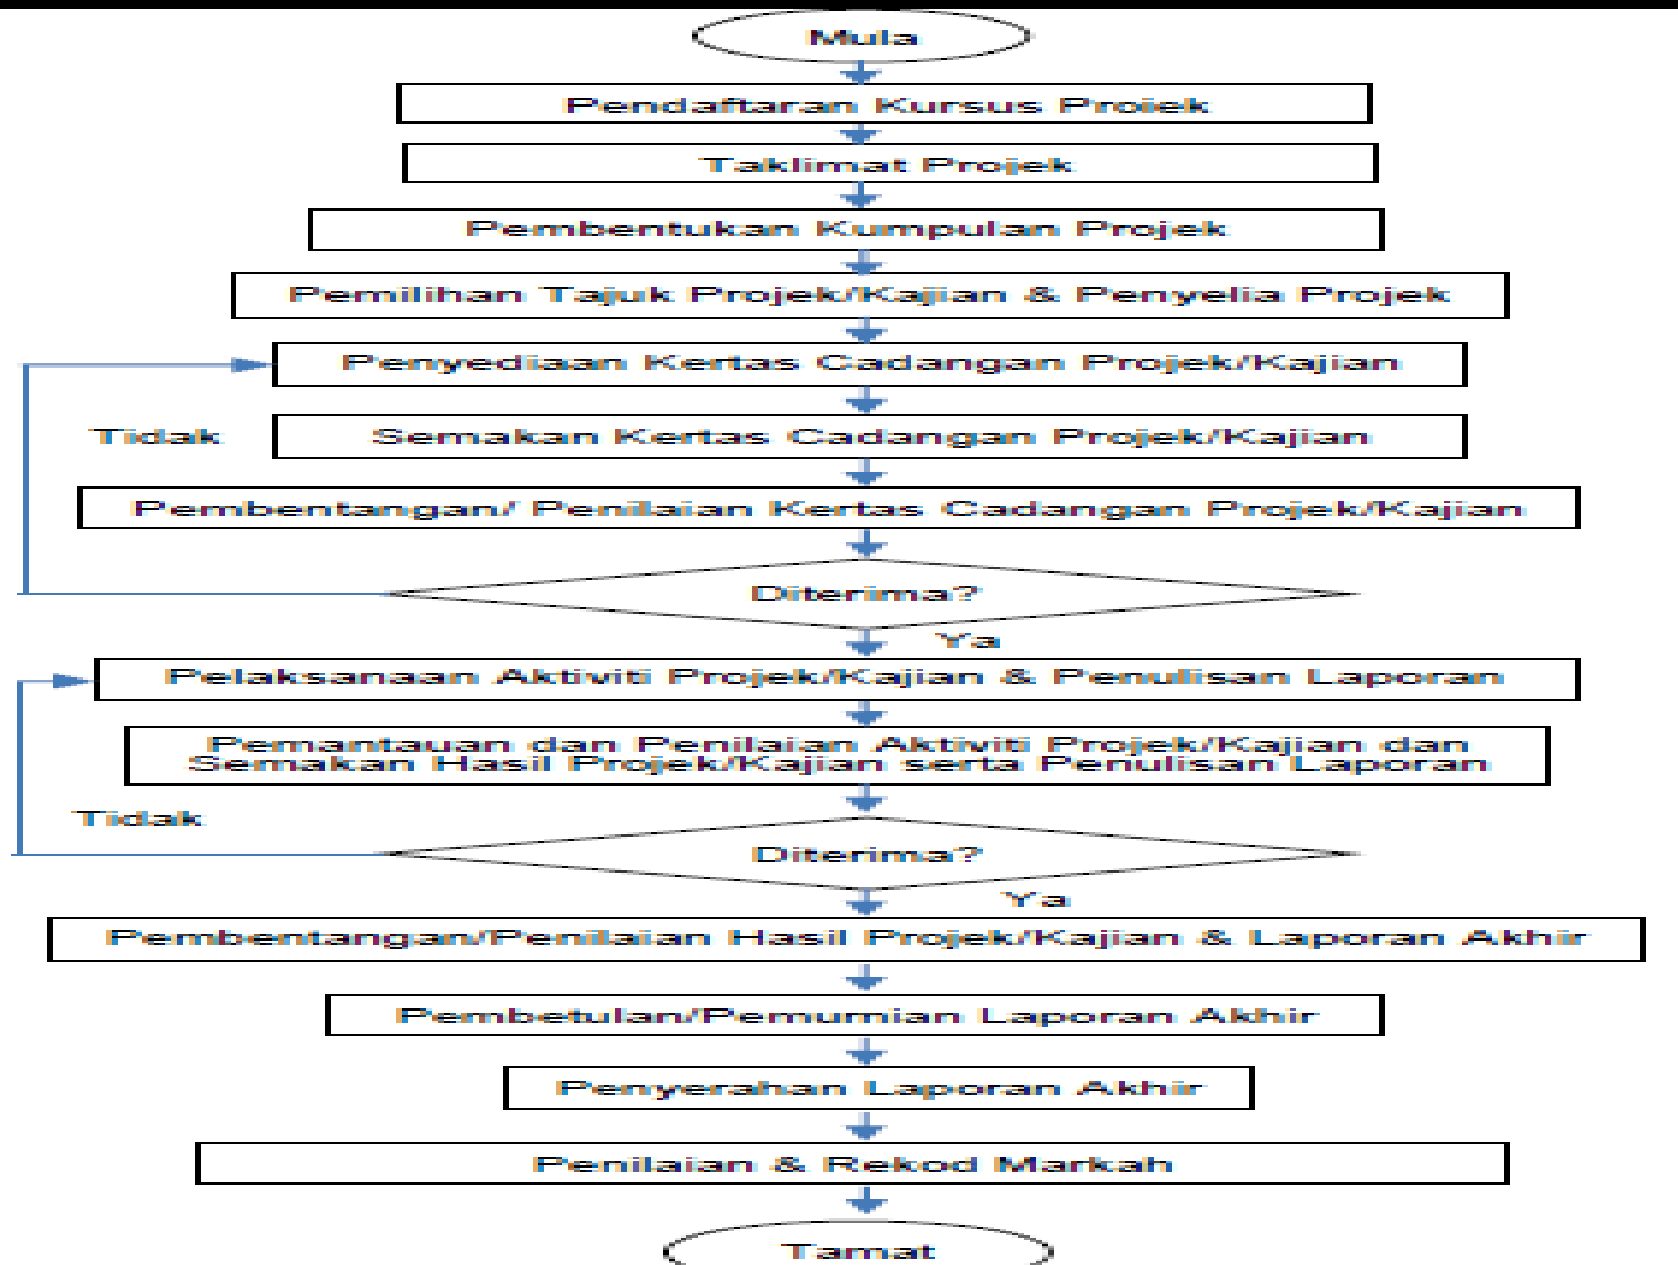 Mula
Pendaftaran Kursus Projek
Taklimat Projek
Pembentukan Kumpulan Projek
Pemilihan Tajuk Projek/Kajian & Penyelia Projek
Penyediaan Kertas Cadangan Projek/Kajian
Tidak
Semakan Kertas Cadangan Projek/Kajian
Pembentangan/ Penilaian Kertas Cadangan Projek/Kajian
Diterima?
Ya
Pelaksanaan Aktiviti Projek/Kajian & Penulisan Laporan
Pemantauan dan Penilaian Aktiviti Projek/Kajian dan
Semakan Hasil Projek/Kajian serta Penulisan Laporan
Tidak
Diterima?
Ya
Pembentangan/Penilaian Hasil Projek/Kajian & Laporan Akhir
Pembetulan/Pemurnian Laporan Akhir
Penyerahan Laporan Akhir
Penilaian & Rekod Markah
Tamat